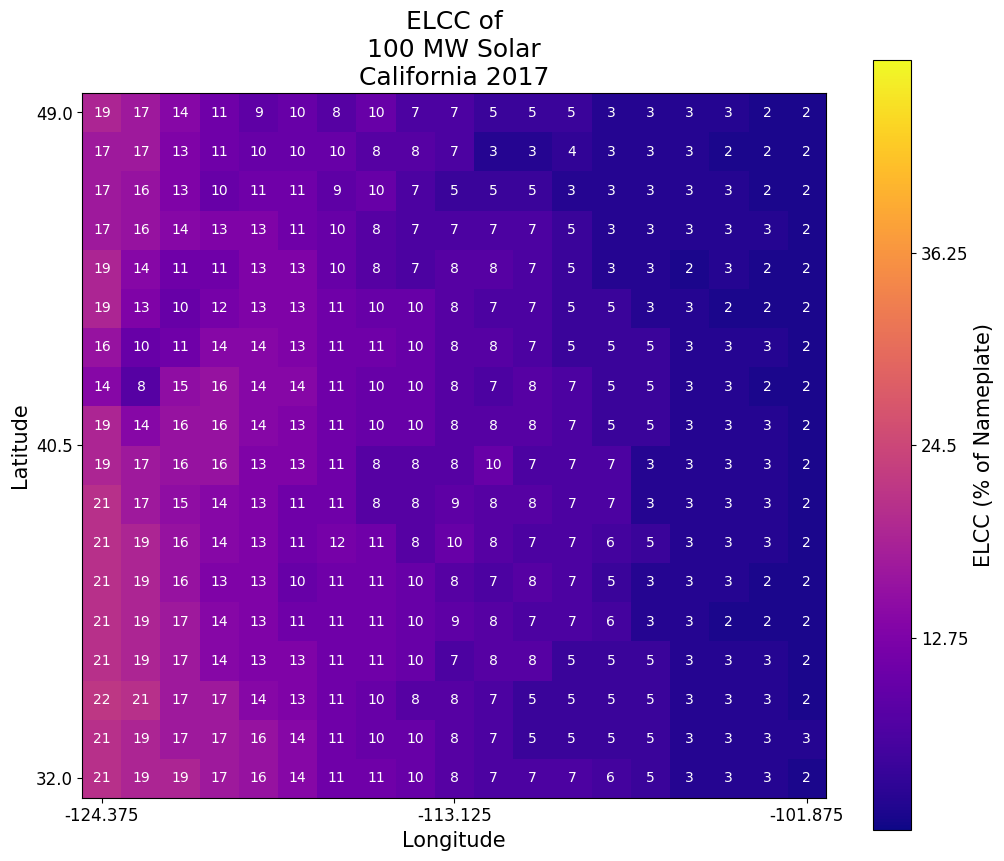 ELCC of
100 MW Solar
California 2017
49.0 19 17 14 11 9 10 8 10 7 7 5 5 5 3 3 3 3 2 2
17 17 13 11 10 10 10 8 8 7 3 3 4 3 3 3 2 2 2
17 16 13 10 11 11 9 10 7 5 5 5 3 3 3 3 3 2 2
17 16 14 13 13 11 10 8 7 7 7 7 5 3 3 3 3 3 2
19 14 11 11 13 13 10 8 7 8 8 7 5 3 3 2 3 2 2
36.25
19 13 10 12 13 13 11 10 10 8 7 7 5 5 3 3 2 2 2
16 10 11 14 14 13 11 11 10 8 8 7 5 5 5 3 3 3 2
14 8 15 16 14 14 11 10 10 8 7 8 7 5 5 3 3 2 2
19 14 16 16 14 13 11 10 10 8 8 8 7 5 5 3 3 3 2
40.5
24.5
19 17 16 16 13 13 11 8 8 8 10 7 7 7 3 3 3 3 2
21 17 15 14 13 11 11 8 8 9 8 8 7 7 3 3 3 3 2
21 19 16 14 13 11 12 11 8 10 8 7 7 6 5 3 3 3 2
21 19 16 13 13 10 11 11 10 8 7 8 7 5 3 3 3 2 2
21 19 17 14 13 11 11 11 10 9 8 7 7 6 3 3 2 2 2
12.75
21 19 17 14 13 13 11 11 10 7 8 8 5 5 5 3 3 3 2
22 21 17 17 14 13 11 10 8 8 7 5 5 5 5 3 3 3 2
21 19 17 17 16 14 11 10 10 8 7 5 5 5 5 3 3 3 3
32.0 21 19 19 17 16 14 11 11 10 8 7 7 7 6 5 3 3 3 2
-124.375 -113.125 -101.875
Longitude
Latitude
ELCC (% of Nameplate)